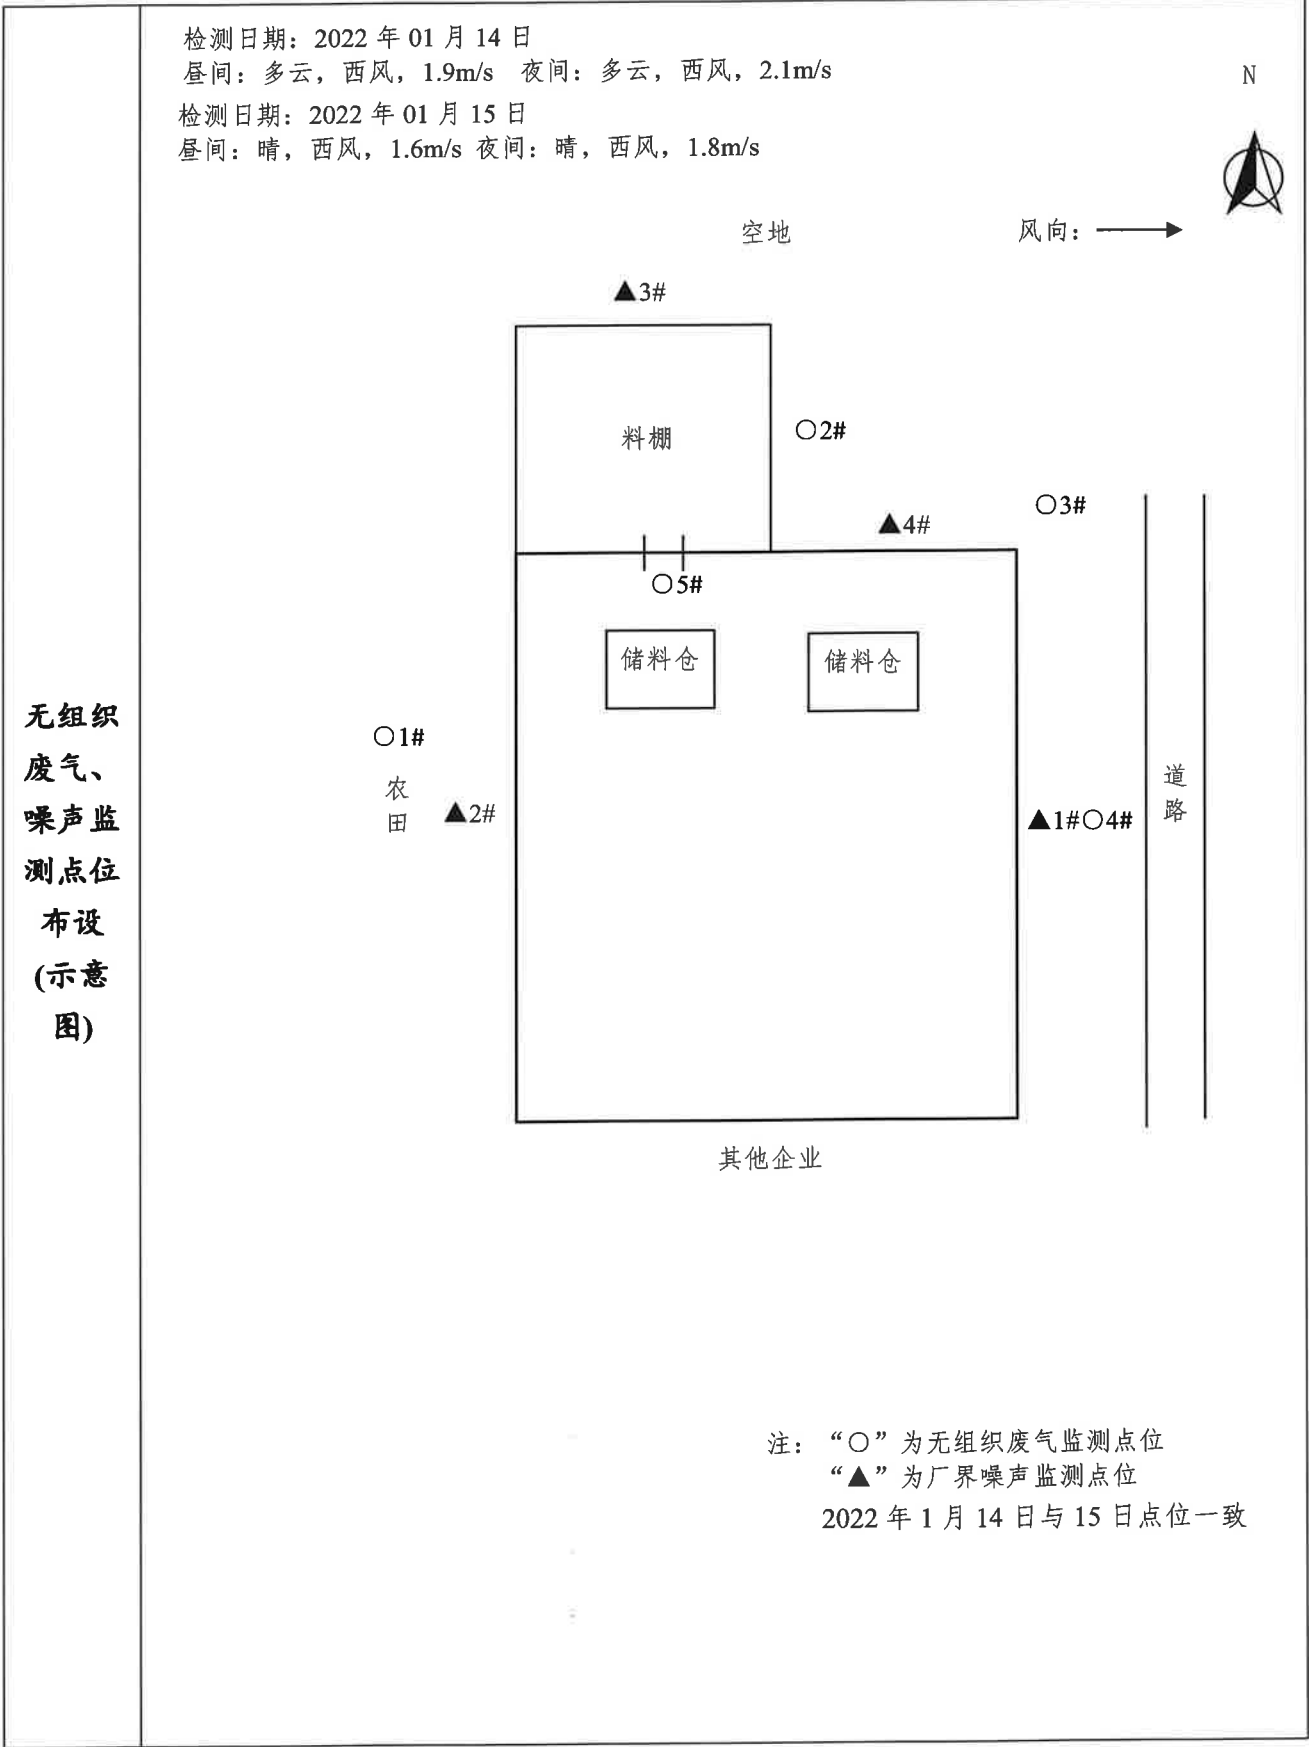 检测日期：2022 年 01 月 14 日
昼间：多云，西风，1.9m/s 夜间：多云，西风，2.1m/s
检测日期：2022 年 01 月 15 日
昼间：晴，西风，1.6m/s 夜间：晴，西风，1.8m/s
N
空地
风向：
▲3#
料棚
○2#
○3#
▲4#
○5#
储料仓
储料仓
无组织
废气、
噪声监
测点位
布设
(示意
图)
○1#
农
田
▲2#
▲1#○4#
道
路
其他企业
注：“○”为无组织废气监测点位
“▲”为厂界噪声监测点位
2022 年 1 月 14 日与 15 日点位一致